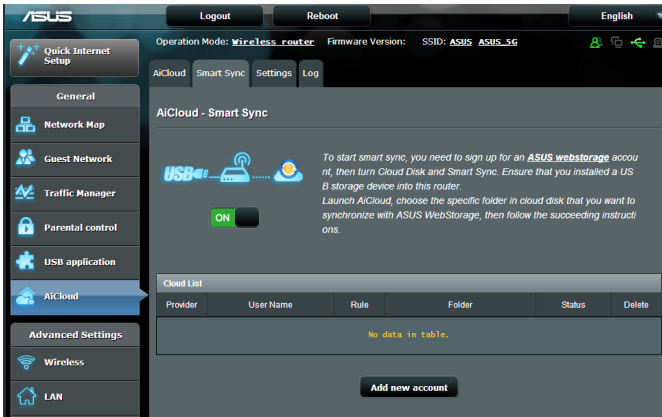 ASUS
Logout
Reboot
English
Quick Internet
Setup
Operation Mode: Wireless router Firmware Version: SSID: ASUS ASUS_5G
AiCloud
Smart Sync
Settings
Log
General
Network Map
Guest Network
Traffic Manager
Parental control
USB application
AiCloud
Advanced Settings
Wireless
LAN
AiCloud - Smart Sync
USB
ON
To start smart sync, you need to sign up for an ASUS webstorage accou
nt, then turn Cloud Disk and Smart Sync. Ensure that you installed a US
B storage device into this router.
Launch AiCloud, choose the specific folder in cloud disk that you want to
synchronize with ASUS WebStorage, then follow the succeeding instructi
ons.
Cloud List
Provider User Name Rule Folder Status Delete
No data in table.
Add new account